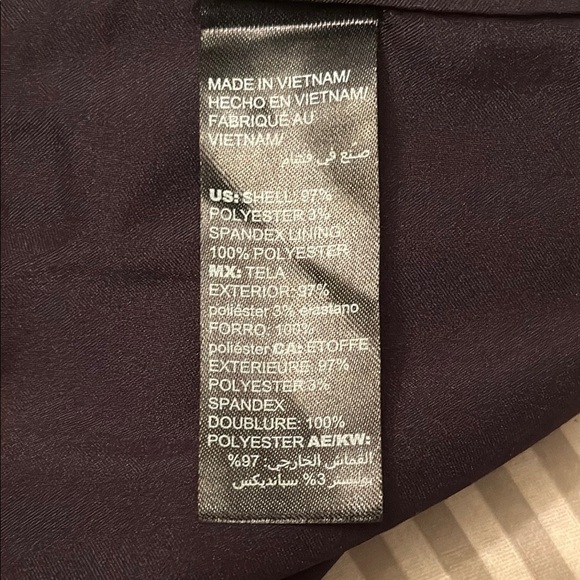 MADE IN VIETNAM/
HECHO EN VIETNAM/
FABRIQUÉ AU
VIETNAM/
صنع في فيتنام
US: SHELL: 97%
POLYESTER 3%
SPANDEX LINING:
100% POLYESTER
MX: TELA
EXTERIOR: 97%
poliéster 3% elastano
FORRO: 100%
poliéster CA: ETOFFE
EXTERIEURE: 97%
POLYESTER 3%
SPANDEX
DOUBLURE: 100%
POLYESTER AE/KW:
القماش الخارجي: 97%
بوليستر 3% سباندیکس